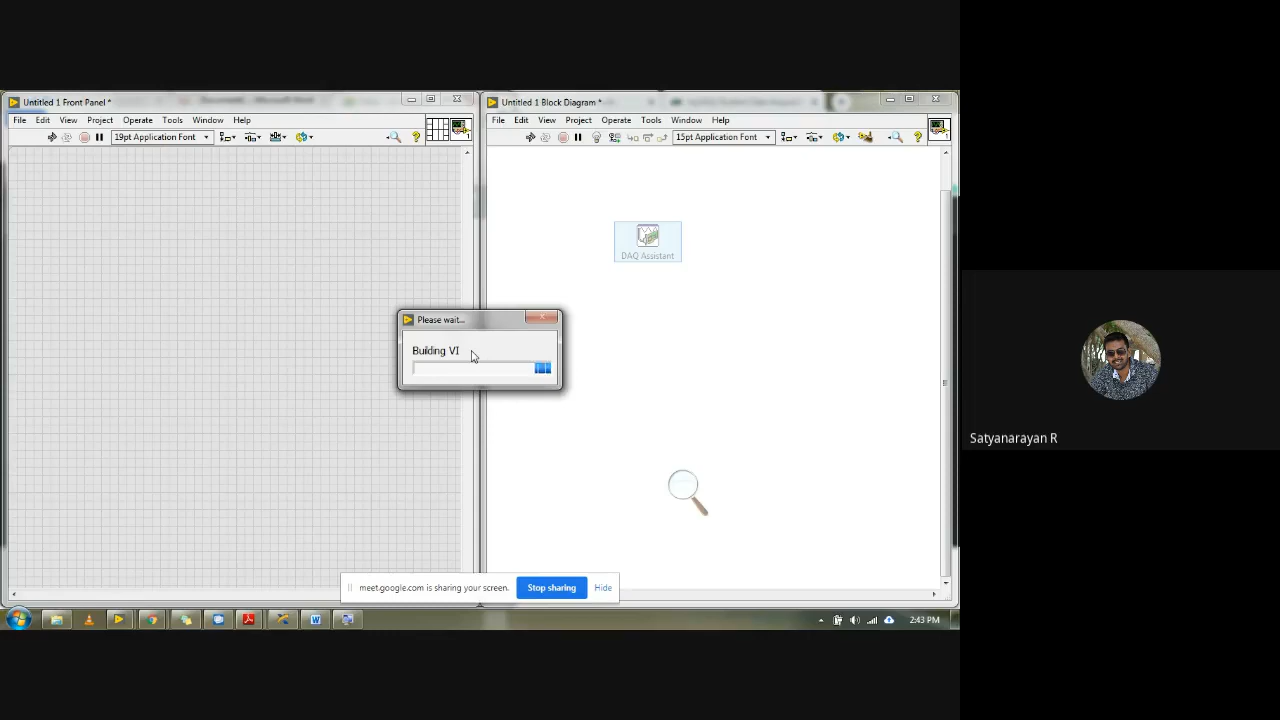 Untitled 1 Front Panel *
File Edit View Project Operate Tools Window Help
19pt Application Font
Untitled 1 Block Diagram *
File Edit View Project Operate Tools Window Help
15pt Application Font
DAQ Assistant
Please wait...
Building VI
Satyanarayan R
meet.google.com is sharing your screen.
Stop sharing
Hide
2:43 PM